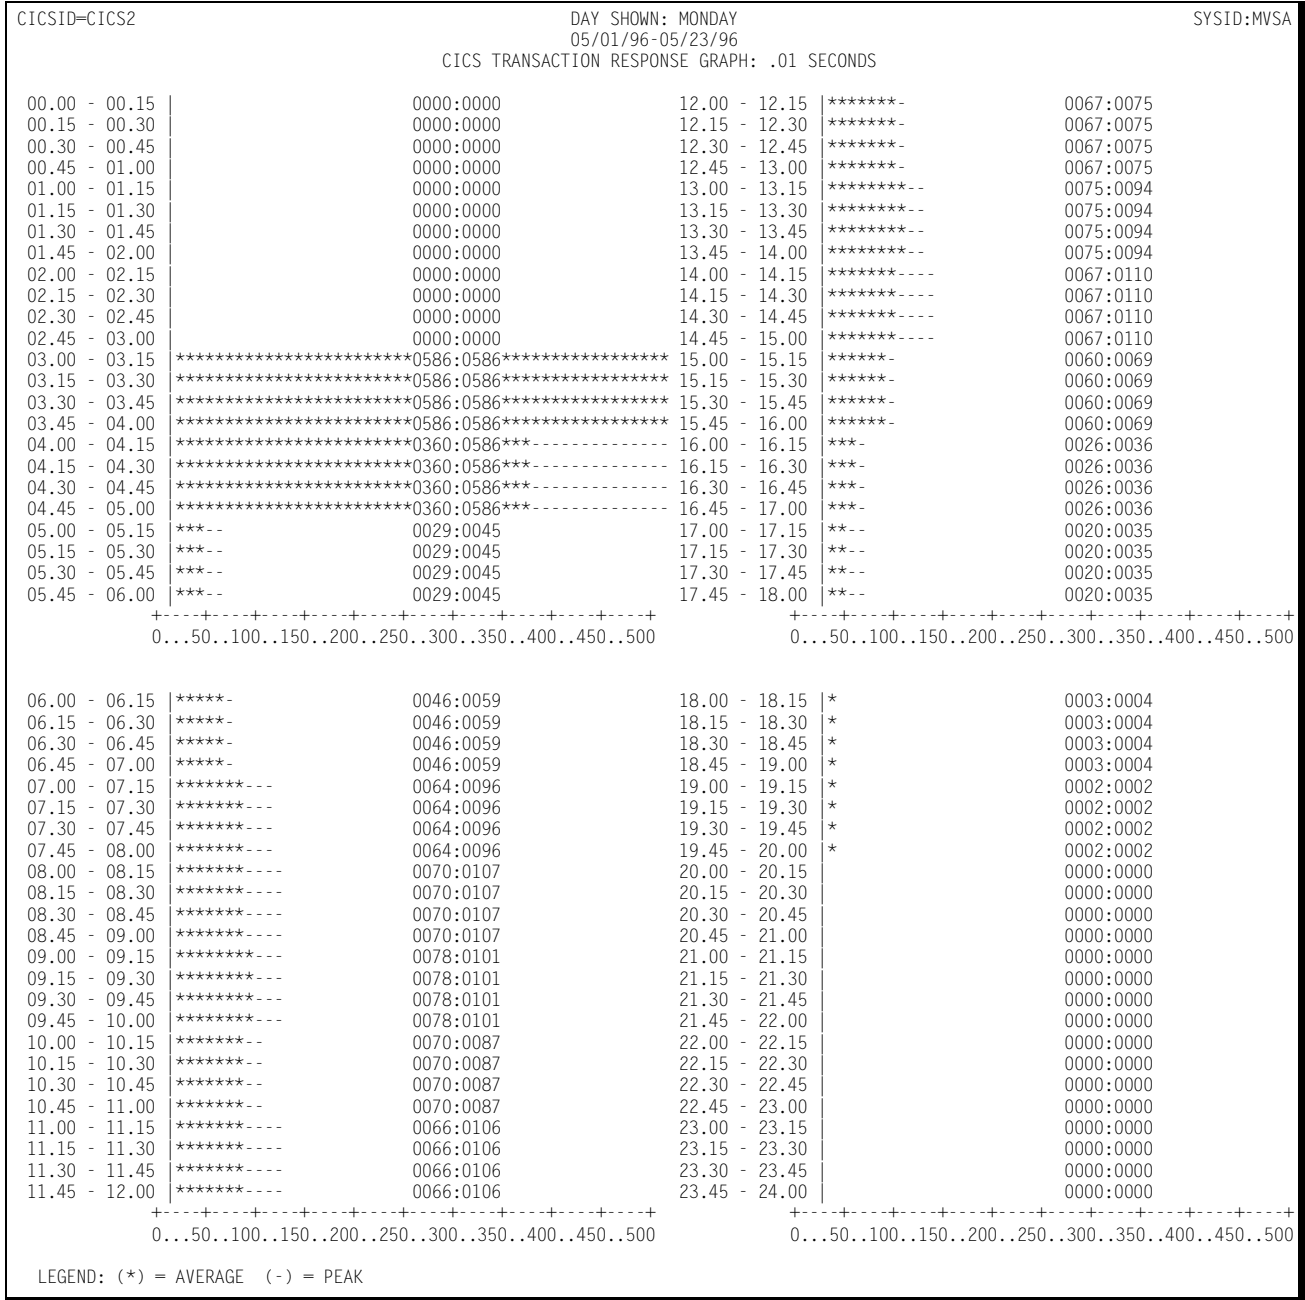 CICSID=CICS2 DAY SHOWN: MONDAY SYSID:MVSA
05/01/96-05/23/96
CICS TRANSACTION RESPONSE GRAPH: .01 SECONDS
00.00 - 00.15 | 0000:0000 12.00 - 12.15 |*******- 0067:0075
00.15 - 00.30 | 0000:0000 12.15 - 12.30 |*******- 0067:0075
00.30 - 00.45 | 0000:0000 12.30 - 12.45 |*******- 0067:0075
00.45 - 01.00 | 0000:0000 12.45 - 13.00 |*******- 0067:0075
01.00 - 01.15 | 0000:0000 13.00 - 13.15 |********-- 0075:0094
01.15 - 01.30 | 0000:0000 13.15 - 13.30 |********-- 0075:0094
01.30 - 01.45 | 0000:0000 13.30 - 13.45 |********-- 0075:0094
01.45 - 02.00 | 0000:0000 13.45 - 14.00 |********-- 0075:0094
02.00 - 02.15 | 0000:0000 14.00 - 14.15 |*******---- 0067:0110
02.15 - 02.30 | 0000:0000 14.15 - 14.30 |*******---- 0067:0110
02.30 - 02.45 | 0000:0000 14.30 - 14.45 |*******---- 0067:0110
02.45 - 03.00 | 0000:0000 14.45 - 15.00 |*******---- 0067:0110
03.00 - 03.15 |************************0586:0586***************** 15.00 - 15.15 |******- 0060:0069
03.15 - 03.30 |************************0586:0586***************** 15.15 - 15.30 |******- 0060:0069
03.30 - 03.45 |************************0586:0586***************** 15.30 - 15.45 |******- 0060:0069
03.45 - 04.00 |************************0586:0586***************** 15.45 - 16.00 |******- 0060:0069
04.00 - 04.15 |************************0360:0586***-------------- 16.00 - 16.15 |***- 0026:0036
04.15 - 04.30 |************************0360:0586***-------------- 16.15 - 16.30 |***- 0026:0036
04.30 - 04.45 |************************0360:0586***-------------- 16.30 - 16.45 |***- 0026:0036
04.45 - 05.00 |************************0360:0586***-------------- 16.45 - 17.00 |***- 0026:0036
05.00 - 05.15 |***-- 0029:0045 17.00 - 17.15 |**-- 0020:0035
05.15 - 05.30 |***-- 0029:0045 17.15 - 17.30 |**-- 0020:0035
05.30 - 05.45 |***-- 0029:0045 17.30 - 17.45 |**-- 0020:0035
05.45 - 06.00 |***-- 0029:0045 17.45 - 18.00 |**-- 0020:0035
+----+----+----+----+----+----+----+----+----+----+ +----+----+----+----+----+----+----+----+----+----+
0...50..100.150..200..250..300..350..400..450..500 0...50..100.150..200..250..300..350..400..450..500
06.00 - 06.15 |*****- 0046:0059 18.00 - 18.15 |* 0003:0004
06.15 - 06.30 |*****- 0046:0059 18.15 - 18.30 |* 0003:0004
06.30 - 06.45 |*****- 0046:0059 18.30 - 18.45 |* 0003:0004
06.45 - 07.00 |*****- 0046:0059 18.45 - 19.00 |* 0003:0004
07.00 - 07.15 |*******--- 0064:0096 19.00 - 19.15 |* 0002:0002
07.15 - 07.30 |*******--- 0064:0096 19.15 - 19.30 |* 0002:0002
07.30 - 07.45 |*******--- 0064:0096 19.30 - 19.45 |* 0002:0002
07.45 - 08.00 |*******--- 0064:0096 19.45 - 20.00 |* 0002:0002
08.00 - 08.15 |*******---- 0070:0107 20.00 - 20.15 | 0000:0000
08.15 - 08.30 |*******---- 0070:0107 20.15 - 20.30 | 0000:0000
08.30 - 08.45 |*******---- 0070:0107 20.30 - 20.45 | 0000:0000
08.45 - 09.00 |*******---- 0070:0107 20.45 - 21.00 | 0000:0000
09.00 - 09.15 |********--- 0078:0101 21.00 - 21.15 | 0000:0000
09.15 - 09.30 |********--- 0078:0101 21.15 - 21.30 | 0000:0000
09.30 - 09.45 |********--- 0078:0101 21.30 - 21.45 | 0000:0000
09.45 - 10.00 |********--- 0078:0101 21.45 - 22.00 | 0000:0000
10.00 - 10.15 |*******-- 0070:0087 22.00 - 22.15 | 0000:0000
10.15 - 10.30 |*******-- 0070:0087 22.15 - 22.30 | 0000:0000
10.30 - 10.45 |*******-- 0070:0087 22.30 - 22.45 | 0000:0000
10.45 - 11.00 |*******-- 0070:0087 22.45 - 23.00 | 0000:0000
11.00 - 11.15 |*******---- 0066:0106 23.00 - 23.15 | 0000:0000
11.15 - 11.30 |*******---- 0066:0106 23.15 - 23.30 | 0000:0000
11.30 - 11.45 |*******---- 0066:0106 23.30 - 23.45 | 0000:0000
11.45 - 12.00 |*******---- 0066:0106 23.45 - 24.00 | 0000:0000
+----+----+----+----+----+----+----+----+----+----+ +----+----+----+----+----+----+----+----+----+----+
0...50..100.150..200..250..300..350..400..450..500 0...50..100.150..200..250..300..350..400..450..500
LEGEND: (*) = AVERAGE (-) = PEAK